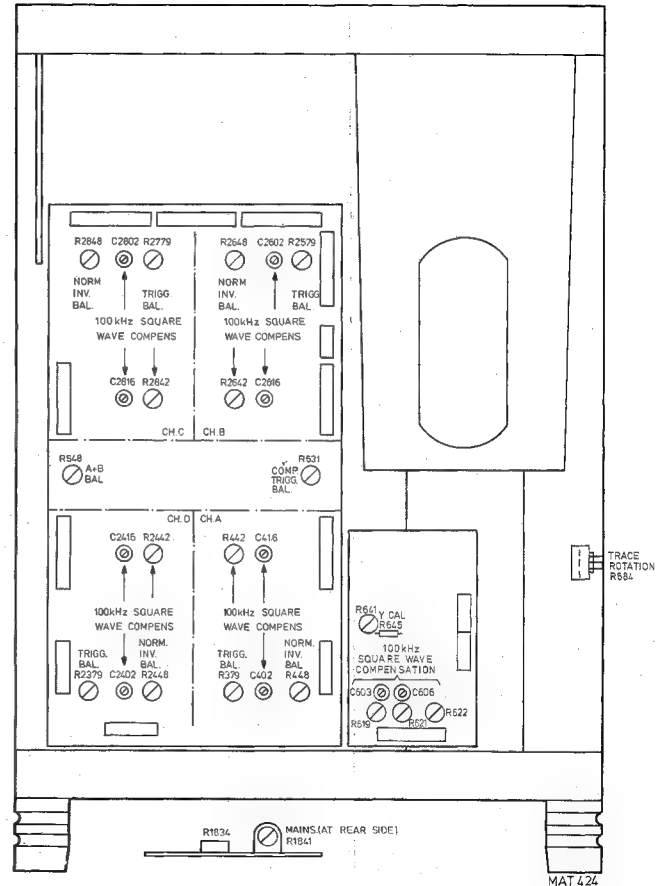 R2848 C2802 R2779
R2648 C2602 R2579
NORM
INV.
BAL.
TRIGG.
BAL.
NORM
INV.
BAL.
TRIGG
BAL.
100kHz SQUARE
WAVE COMPENS
100kHz SQUARE
WAVE COMPENS
C2816 R2842
R2642 C2616
CH.C CH.B
R548
A+B
BAL
R531
"Y"
COMP.
TRIGG.
BAL.
CH.D CH.A
C2416 R2442
R442 C416
100kHz SQUARE
WAVE COMPENS
100kHz SQUARE
WAVE COMPENS
TRIGG.
BAL.
R2379
C2402
NORM.
INV.
BAL.
R2448
TRIGG.
BAL.
R379
C402
NORM.
INV.
BAL
R448
R641
Y CAL
R645
100kHz
SQUARE WAVE
COMPENSATION
C603 C606
R619 R621 R622
TRACE
ROTATION
R684
R1834
MAINS.(AT REAR SIDE)
R1841
MAT 424